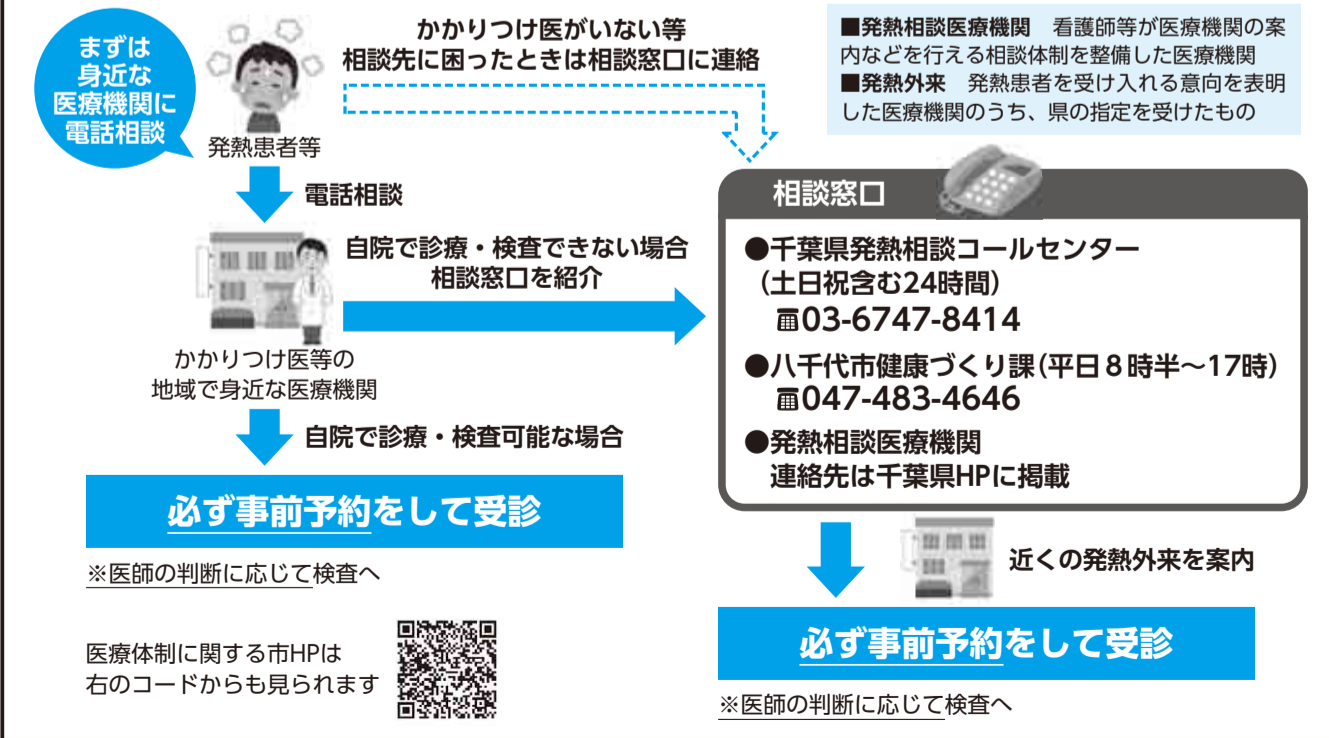 まずは
身近な
医療機関に
電話相談
発熱患者等
かかりつけ医がいない等
相談先に困ったときは相談窓口に連絡
■発熱相談医療機関　看護師等が医療機関の案
内などを行える相談体制を整備した医療機関
■発熱外来　発熱患者を受け入れる意向を表明
した医療機関のうち、県の指定を受けたもの
電話相談
自院で診療・検査できない場合
相談窓口を紹介
かかりつけ医等の
地域で身近な医療機関
自院で診療・検査可能な場合
必ず事前予約をして受診
※医師の判断に応じて検査へ
医療体制に関する市HPは
右のコードからも見られます
相談窓口
●千葉県発熱相談コールセンター
（土日祝含む24時間）
03-6747-8414
●八千代市健康づくり課（平日８時半～17時）
047-483-4646
●発熱相談医療機関
連絡先は千葉県HPに掲載
近くの発熱外来を案内
必ず事前予約をして受診
※医師の判断に応じて検査へ